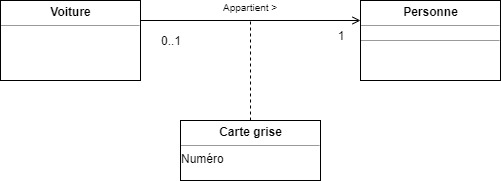 Voiture
Appartient >
Personne
0..1
1
Carte grise
Numéro